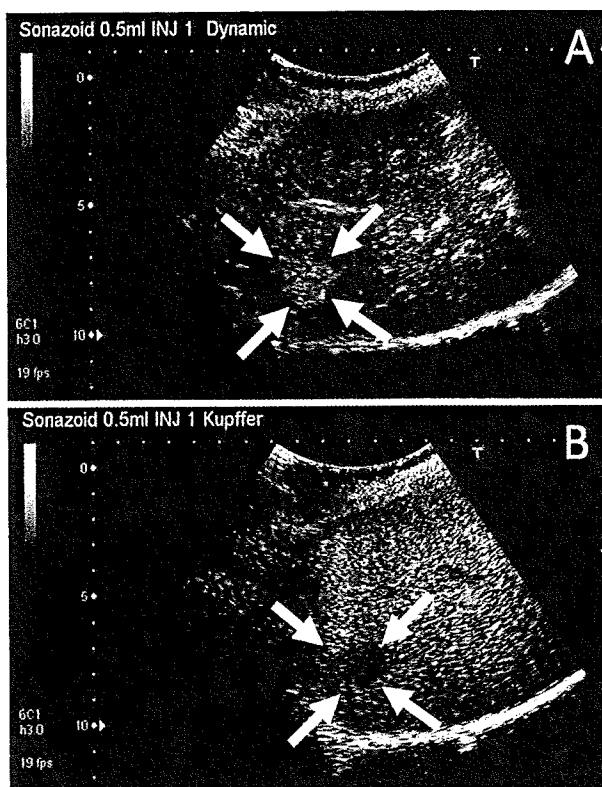 Sonazoid 0.5ml INJ 1 Dynamic
A
T
0
5
10
6C1
h3.0
19 fps
Sonazoid 0.5ml INJ 1 Kupffer
B
T
0
5
10
6C1
h3.0
19 fps